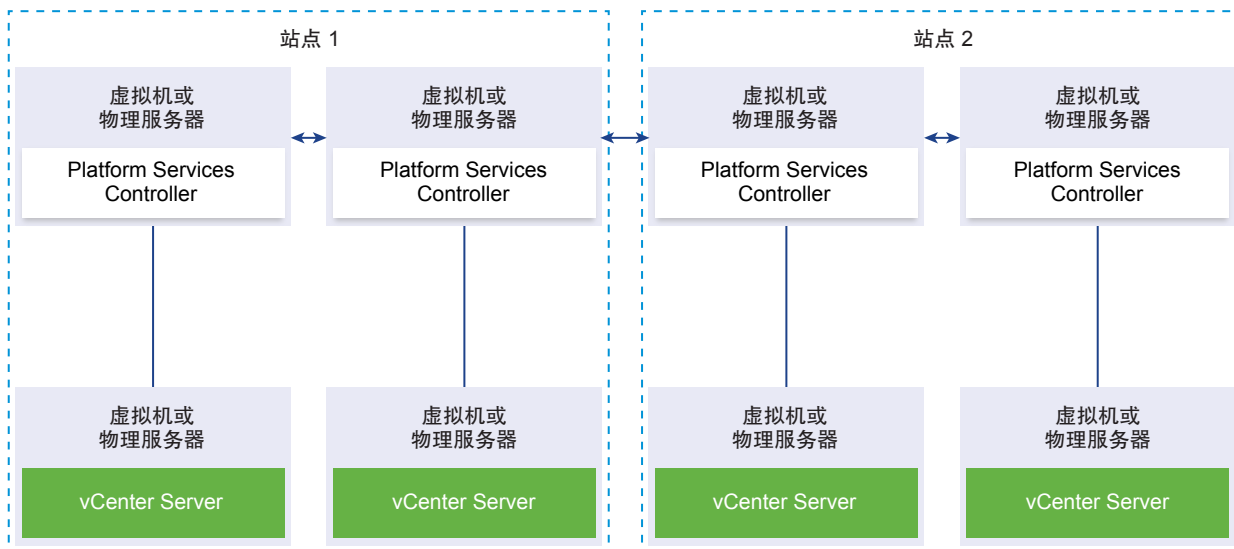 站点 1
站点 2
虚拟机或
物理服务器
虚拟机或
物理服务器
虚拟机或
物理服务器
虚拟机或
物理服务器
Platform Services
Controller
Platform Services
Controller
Platform Services
Controller
Platform Services
Controller
虚拟机或
物理服务器
虚拟机或
物理服务器
虚拟机或
物理服务器
虚拟机或
物理服务器
vCenter Server
vCenter Server
vCenter Server
vCenter Server